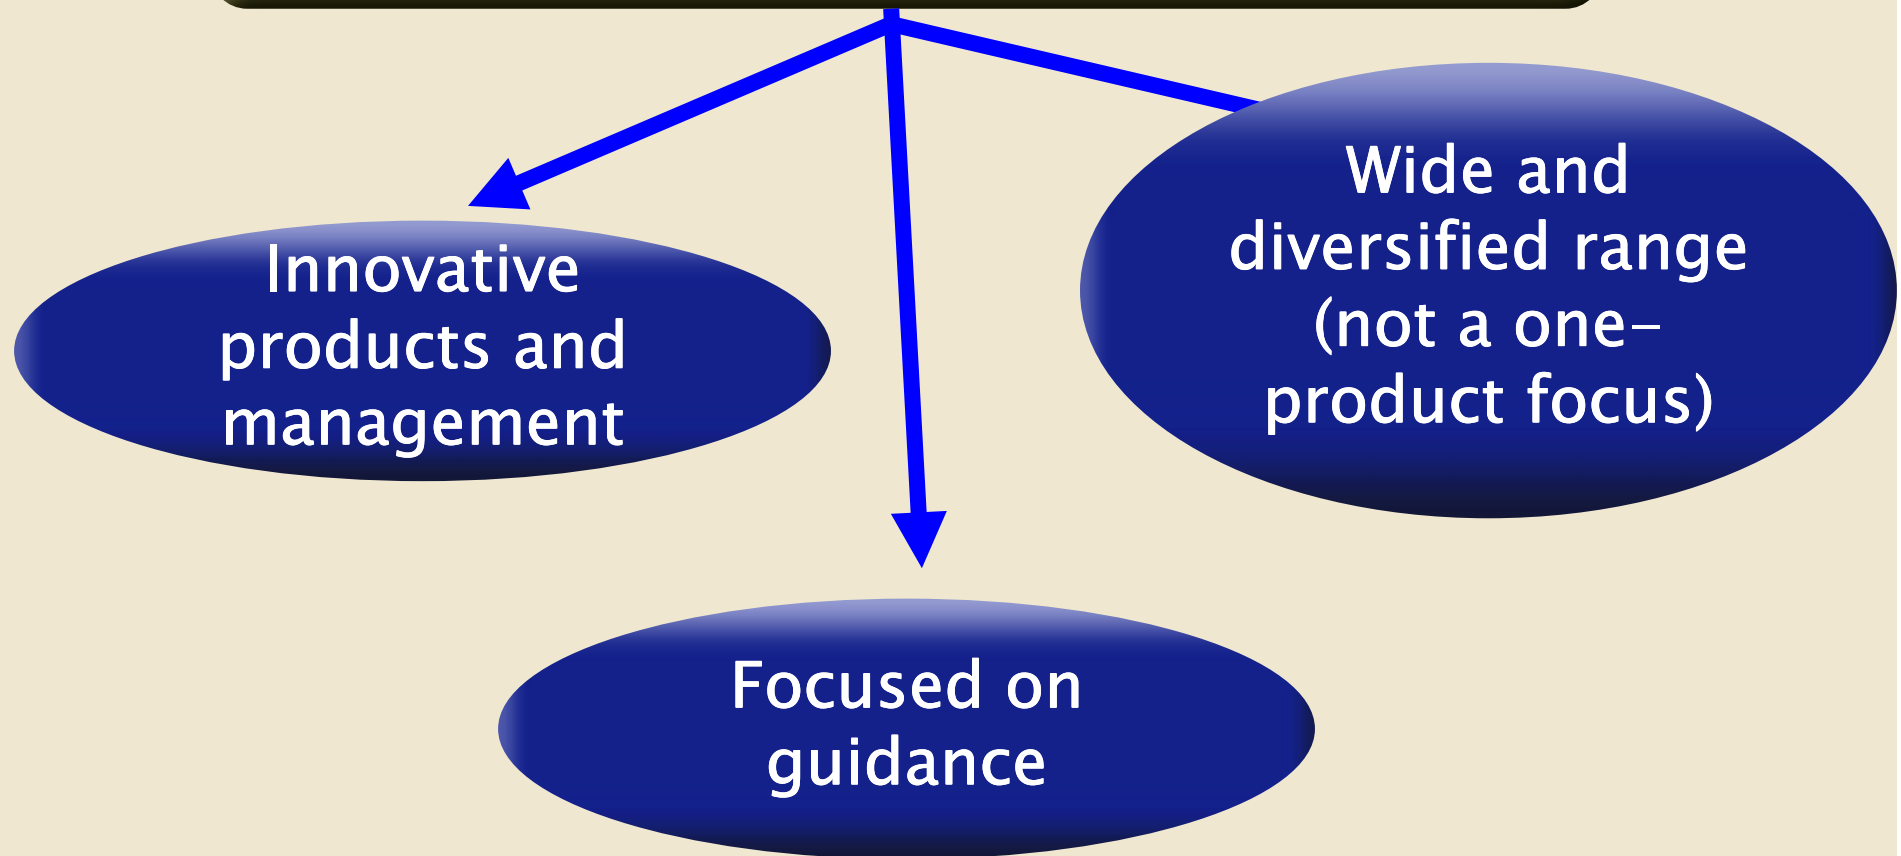 Innovative
products and
management
Wide and
diversified range
(not a one-
product focus)
Focused on
guidance